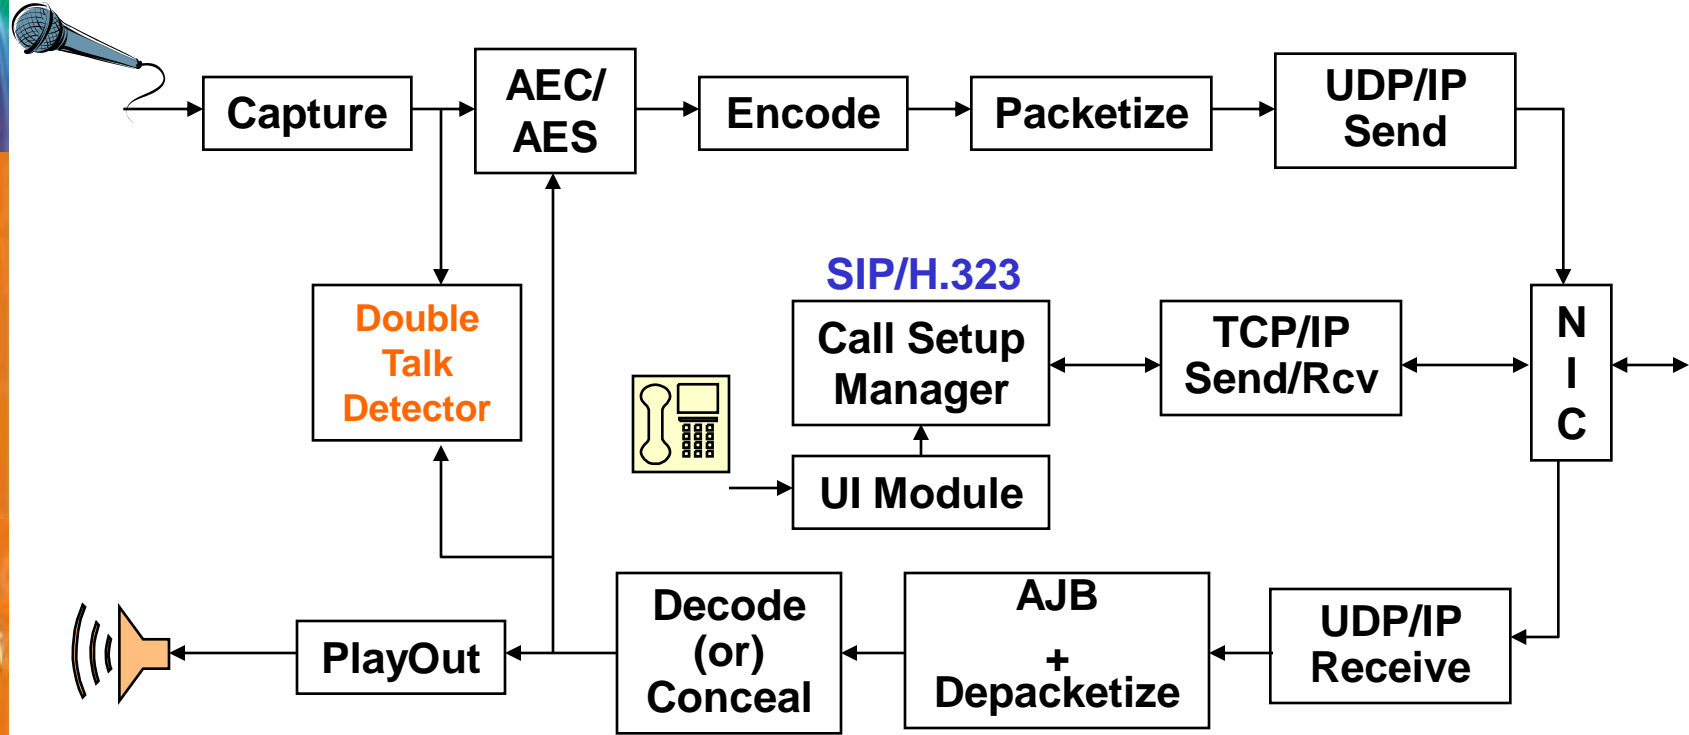 Capture
AEC/
AES
Encode
Packetize
UDP/IP
Send
Double
Talk
Detector
SIP/H.323
Call Setup
Manager
TCP/IP
Send/Rcv
N
I
C
UI Module
PlayOut
Decode
(or)
Conceal
AJB
+
Depacketize
UDP/IP
Receive